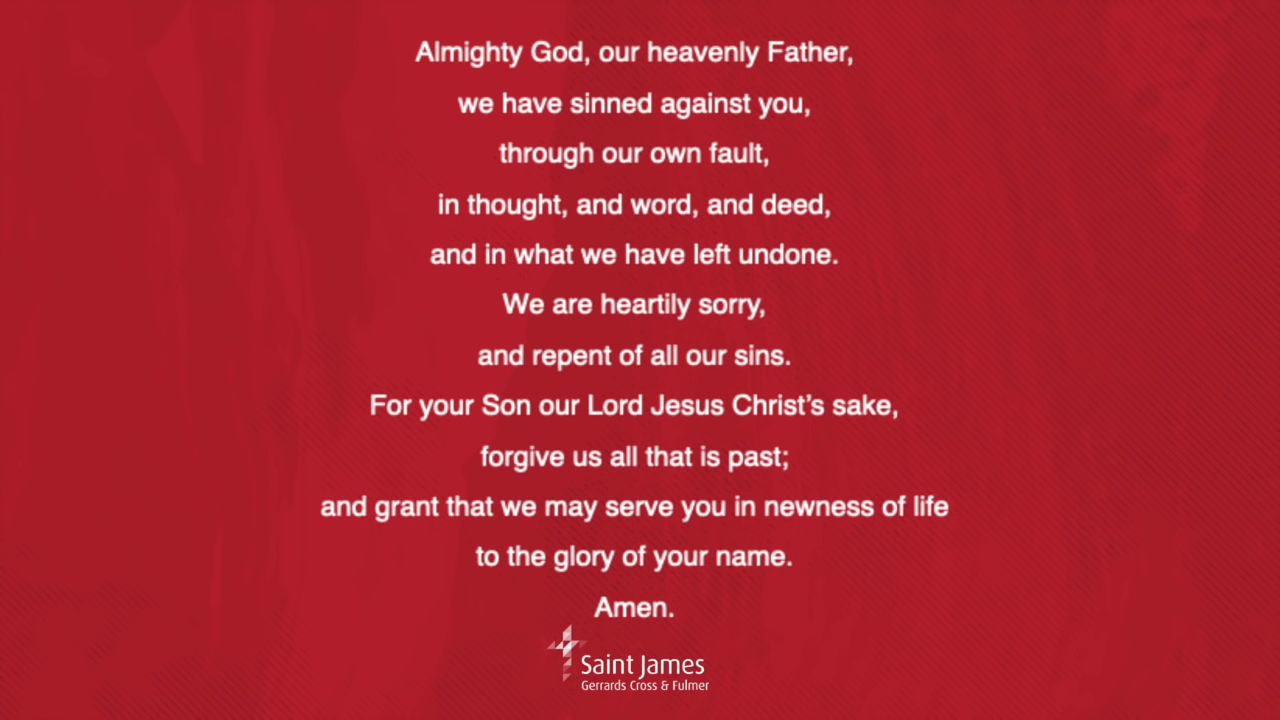 Almighty God, our heavenly Father,
we have sinned against you,
through our own fault,
in thought, and word, and deed,
and in what we have left undone.
We are heartily sorry,
and repent of all our sins.
For your Son our Lord Jesus Christ’s sake,
forgive us all that is past;
and grant that we may serve you in newness of life
to the glory of your name.
Amen.
Saint James
Gerrards Cross & Fulmer